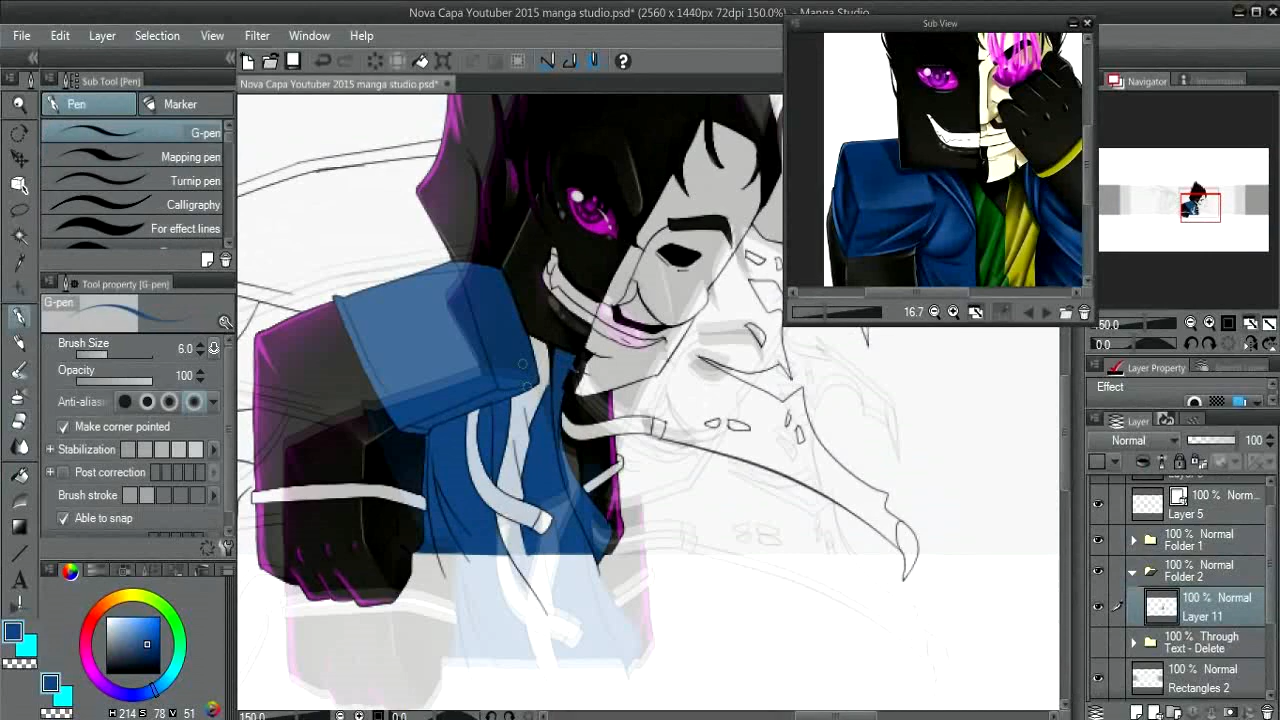 Nova Capa Youtuber 2015 manga studio.psd* (2560 x 1440px 72dpi 150.0%) - Manga Studio
File Edit Layer Selection View Filter Window Help
Sub View
Sub Tool [Pen]
Nova Capa Youtuber 2015 manga studio.psd*
Navigator
Pen
Marker
G-pen
Mapping pen
Turnip pen
Calligraphy
For effect lines
Tool property [G-pen]
G-pen
Brush Size 6.0
Opacity 100
Anti-alias
Make corner pointed
Stabilization
Post correction
Brush stroke
Able to snap
16.7
0.0
Layer Property
Effect
Layer
Normal 100
100 % Norm...
Layer 5
100 % Normal
Folder 1
100 % Normal
Folder 2
100 % Normal
Layer 11
100 % Through
Text - Delete
100 % Normal
Rectangles 2
H 214 S 78 V 51
150.0
0.0